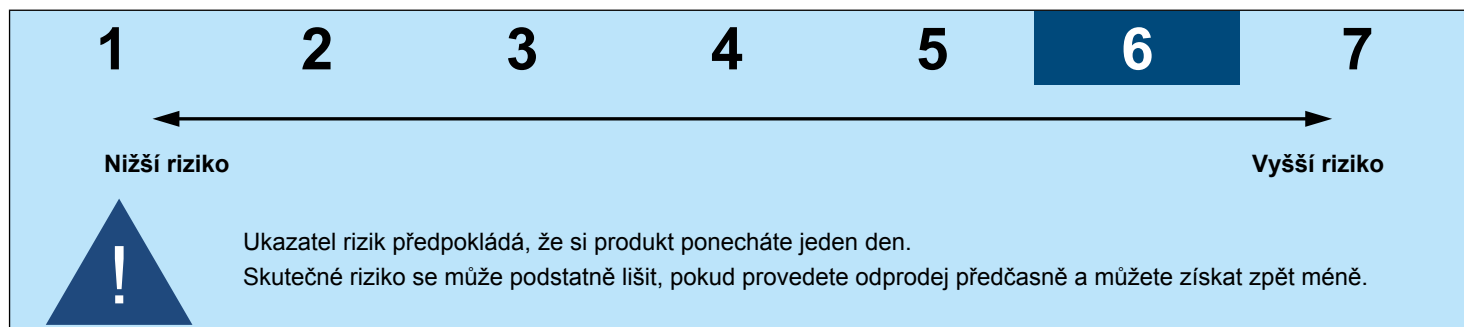 1 2 3 4 5 6 7
Nižší riziko Vyšší riziko
!
Ukazatel rizik předpokládá, že si produkt ponecháte jeden den.
Skutečné riziko se může podstatně lišit, pokud provedete odprodej předčasně a můžete získat zpět méně.